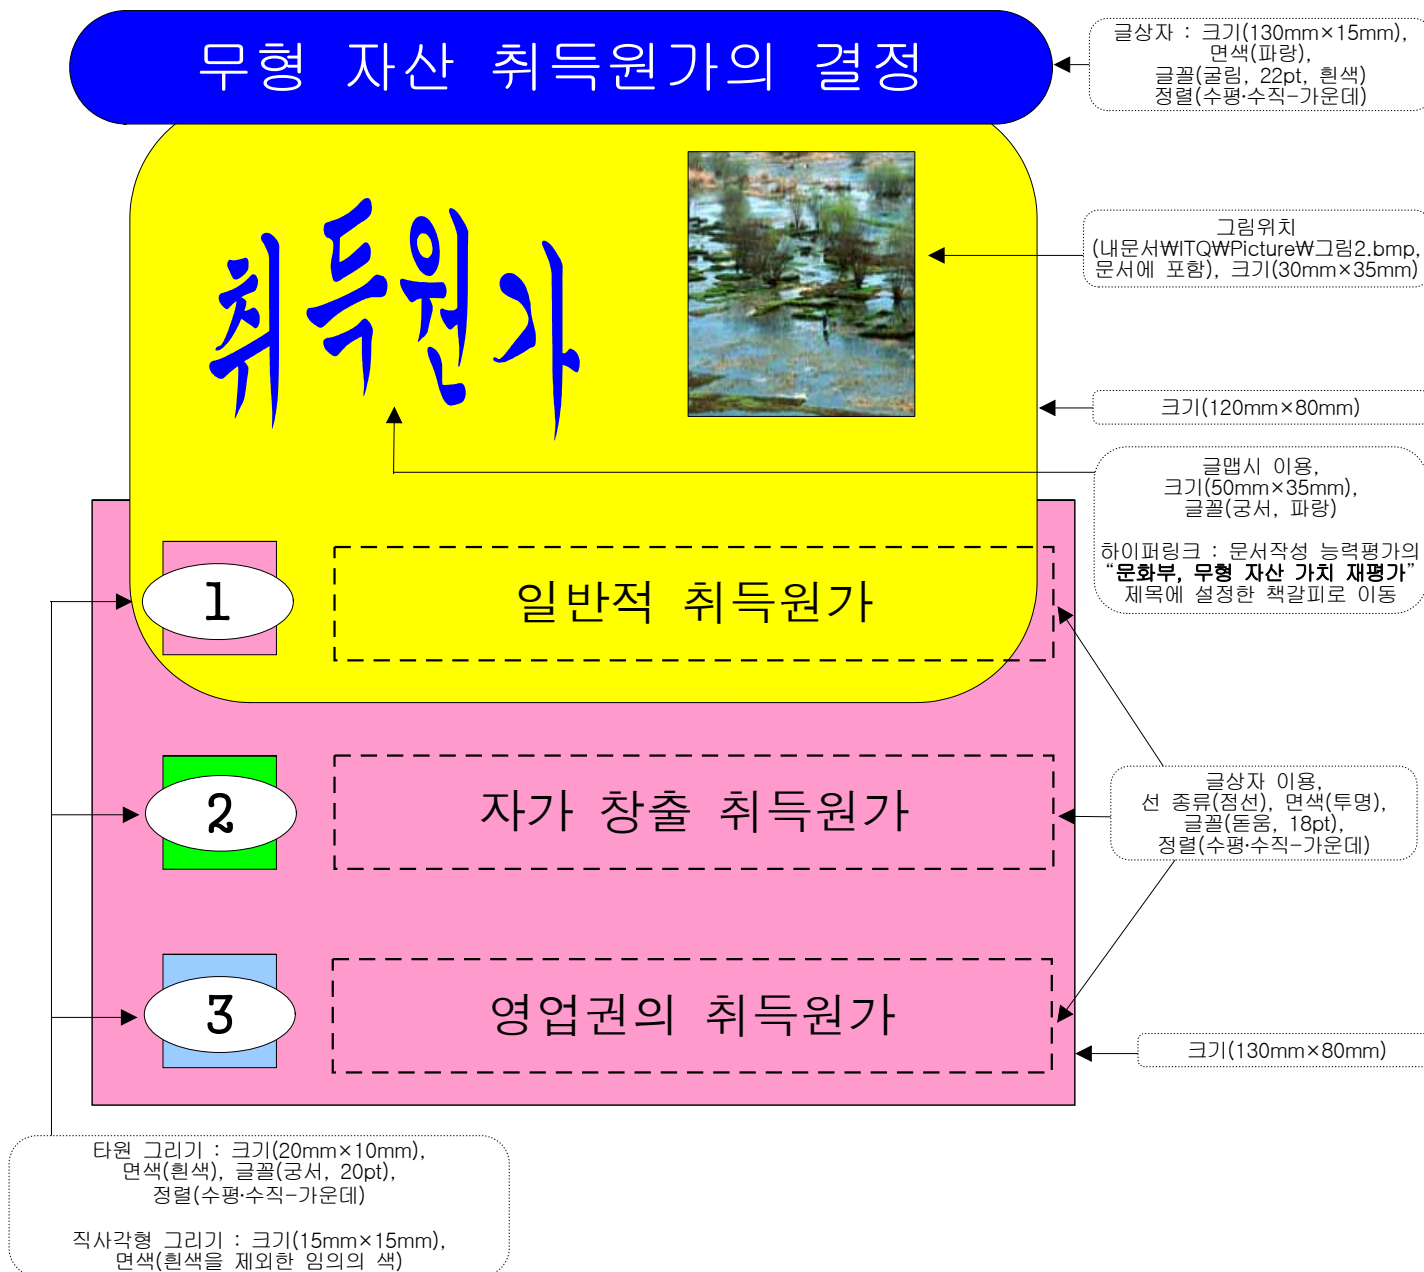 무형 자산 취득원가의 결정
글상자 : 크기(130mm×15mm),
면색(파랑),
글꼴(굴림, 22pt, 흰색)
정렬(수평·수직-가운데)
취득원가
그림위치
(내문서₩ITQ₩Picture₩그림2.bmp,
문서에 포함), 크기(30mm×35mm)
크기(120mm×80mm)
글맵시 이용,
크기(50mm×35mm),
글꼴(궁서, 파랑)
하이퍼링크 : 문서작성 능력평가의
“문화부, 무형 자산 가치 재평가”
제목에 설정한 책갈피로 이동
1
일반적 취득원가
2
자가 창출 취득원가
글상자 이용,
선 종류(점선), 면색(투명),
글꼴(돋움, 18pt),
정렬(수평·수직-가운데)
3
영업권의 취득원가
크기(130mm×80mm)
타원 그리기 : 크기(20mm×10mm),
면색(흰색), 글꼴(궁서, 20pt),
정렬(수평·수직-가운데)
직사각형 그리기 : 크기(15mm×15mm),
면색(흰색을 제외한 임의의 색)